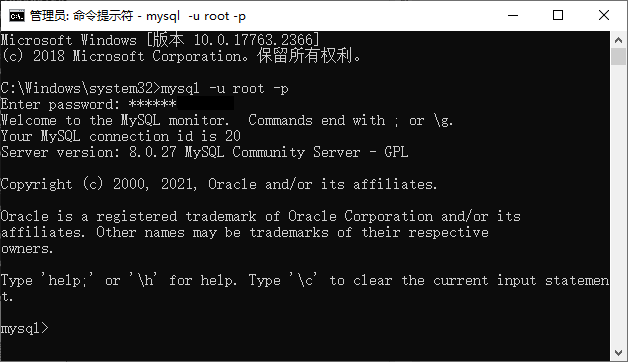 管理员: 命令提示符 - mysql -u root -p
Microsoft Windows [版本 10.0.17763.2366]
(c) 2018 Microsoft Corporation。保留所有权利。
C:\Windows\system32>mysql -u root -p
Enter password: ******
Welcome to the MySQL monitor.  Commands end with ; or \g.
Your MySQL connection id is 20
Server version: 8.0.27 MySQL Community Server - GPL
Copyright (c) 2000, 2021, Oracle and/or its affiliates.
Oracle is a registered trademark of Oracle Corporation and/or its
affiliates. Other names may be trademarks of their respective
owners.
Type 'help;' or '\h' for help. Type '\c' to clear the current input statemen
t.
mysql>